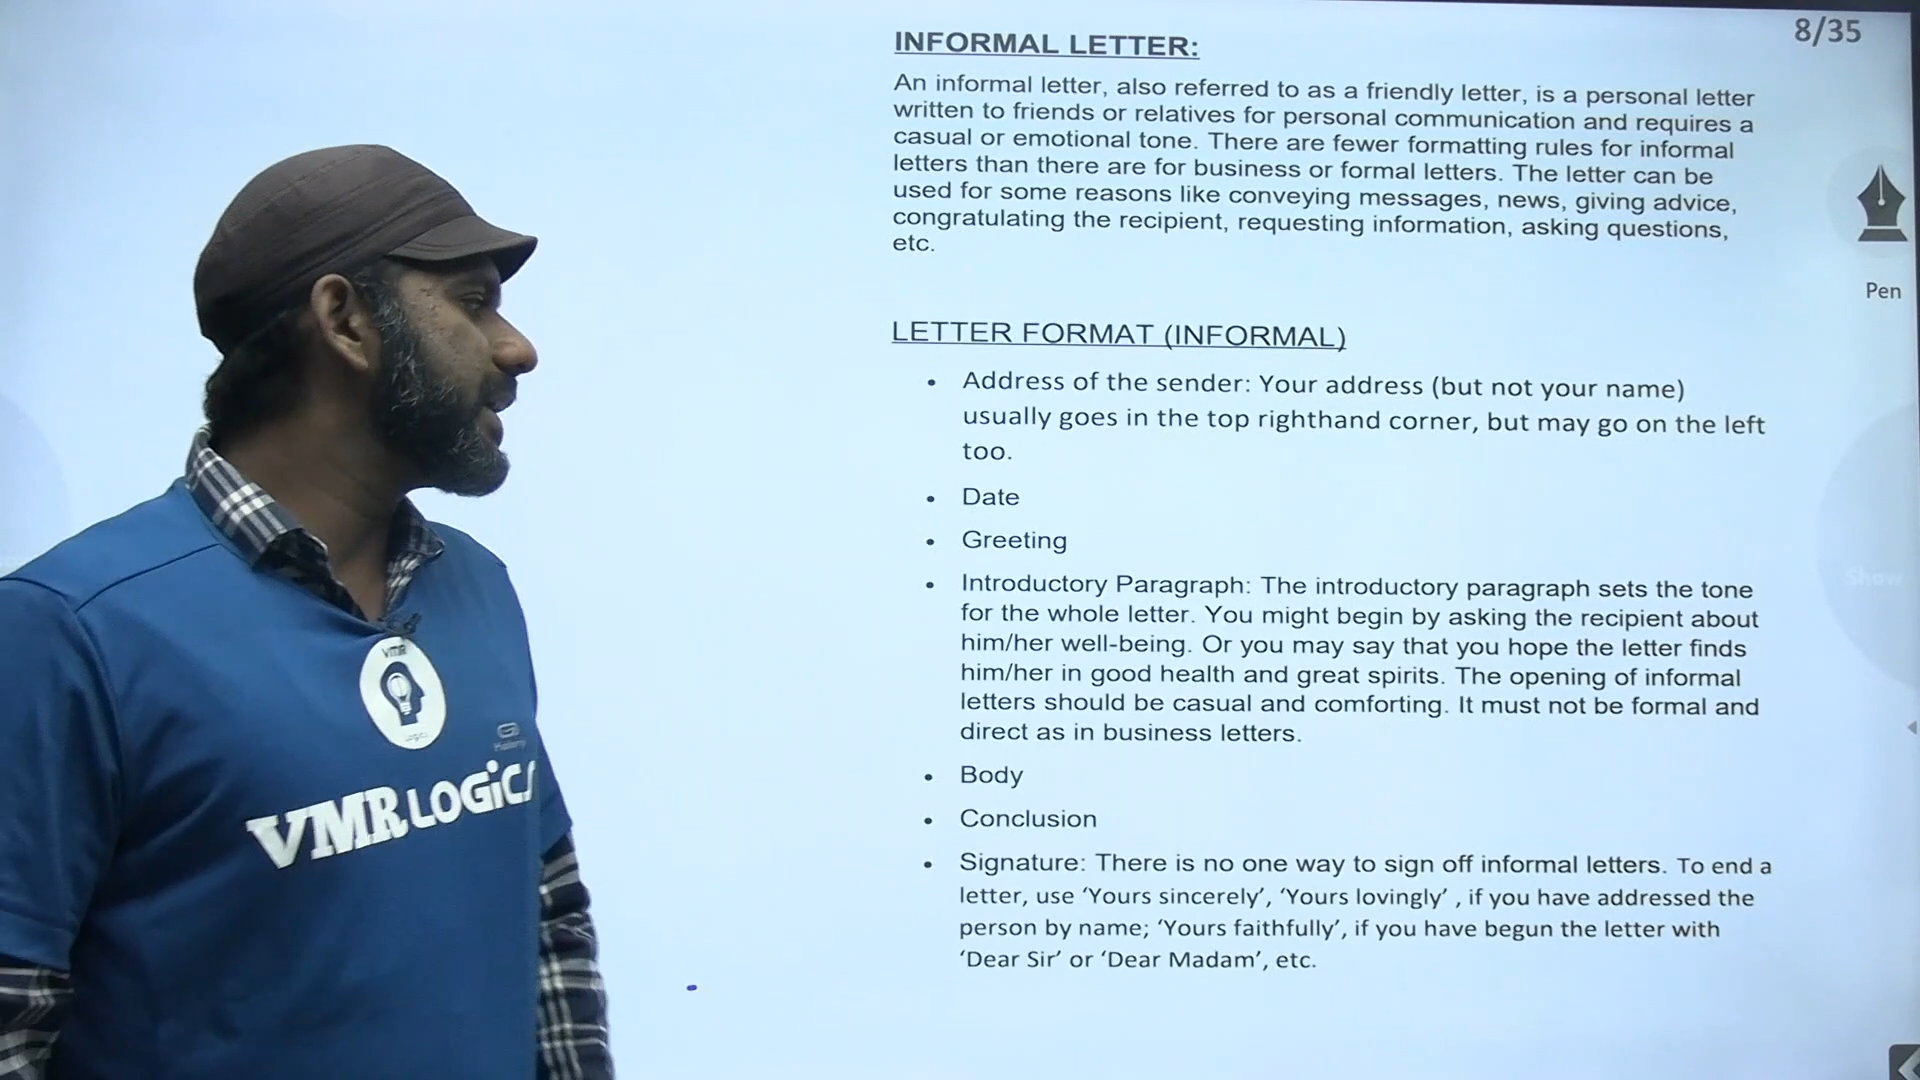 8/35
INFORMAL LETTER:
An informal letter, also referred to as a friendly letter, is a personal letter
written to friends or relatives for personal communication and requires a
casual or emotional tone. There are fewer formatting rules for informal
letters than there are for business or formal letters. The letter can be
used for some reasons like conveying messages, news, giving advice,
congratulating the recipient, requesting information, asking questions,
etc.
Pen
LETTER FORMAT (INFORMAL)
• Address of the sender: Your address (but not your name)
usually goes in the top righthand corner, but may go on the left
too.
• Date
• Greeting
• Introductory Paragraph: The introductory paragraph sets the tone
for the whole letter. You might begin by asking the recipient about
him/her well-being. Or you may say that you hope the letter finds
him/her in good health and great spirits. The opening of informal
letters should be casual and comforting. It must not be formal and
direct as in business letters.
• Body
• Conclusion
• Signature: There is no one way to sign off informal letters. To end a
letter, use ‘Yours sincerely’, ‘Yours lovingly’ , if you have addressed the
person by name; ‘Yours faithfully’, if you have begun the letter with
‘Dear Sir’ or ‘Dear Madam’, etc.
Show
VMR
Logics
VMR LOGiCS